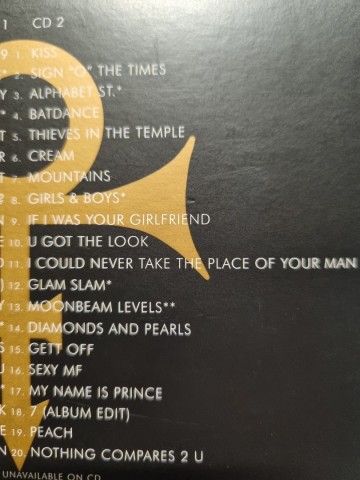 1 CD 2
9 1. KISS
* 2. SIGN "O" THE TIMES
Y 3. ALPHABET ST.*
* 4. BATDANCE
T 5. THIEVES IN THE TEMPLE
R 6. CREAM
T 7. MOUNTAINS
? 8. GIRLS & BOYS*
N 9. IF I WAS YOUR GIRLFRIEND
E 10. U GOT THE LOOK
D 11. I COULD NEVER TAKE THE PLACE OF YOUR MAN
) 12. GLAM SLAM*
Y 13. MOONBEAM LEVELS**
* 14. DIAMONDS AND PEARLS
S 15. GETT OFF
U 16. SEXY MF
* 17. MY NAME IS PRINCE
K 18. 7 (ALBUM EDIT)
E 19. PEACH
N 20. NOTHING COMPARES 2 U
UNAVAILABLE ON CD